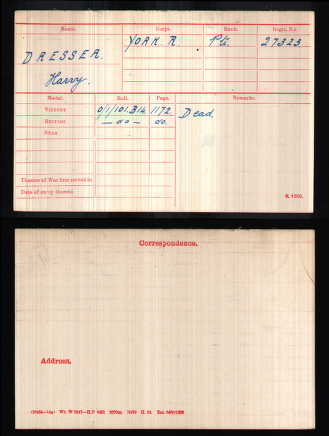 Name. Corps. Rank. Regtl. No.
DRESSER. YORK. R. Pte. 27323.
Harry.
Medal. Roll. Page. Remarks.
VICTORY O/1/101.B14 1172. Dead.
BRITISH — do — do.
STAR
Theatre of War first served in
Date of entry therein
K 1380.
Correspondence.
Address.